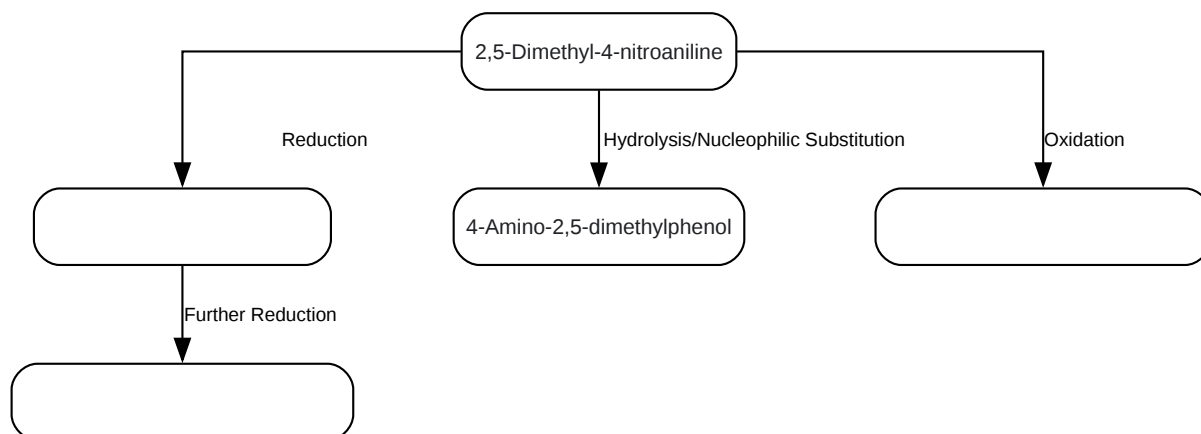 2,5-Dimethyl-4-nitroaniline
Reduction
Hydrolysis/Nucleophilic Substitution
Oxidation
4-Amino-2,5-dimethylphenol
Further Reduction